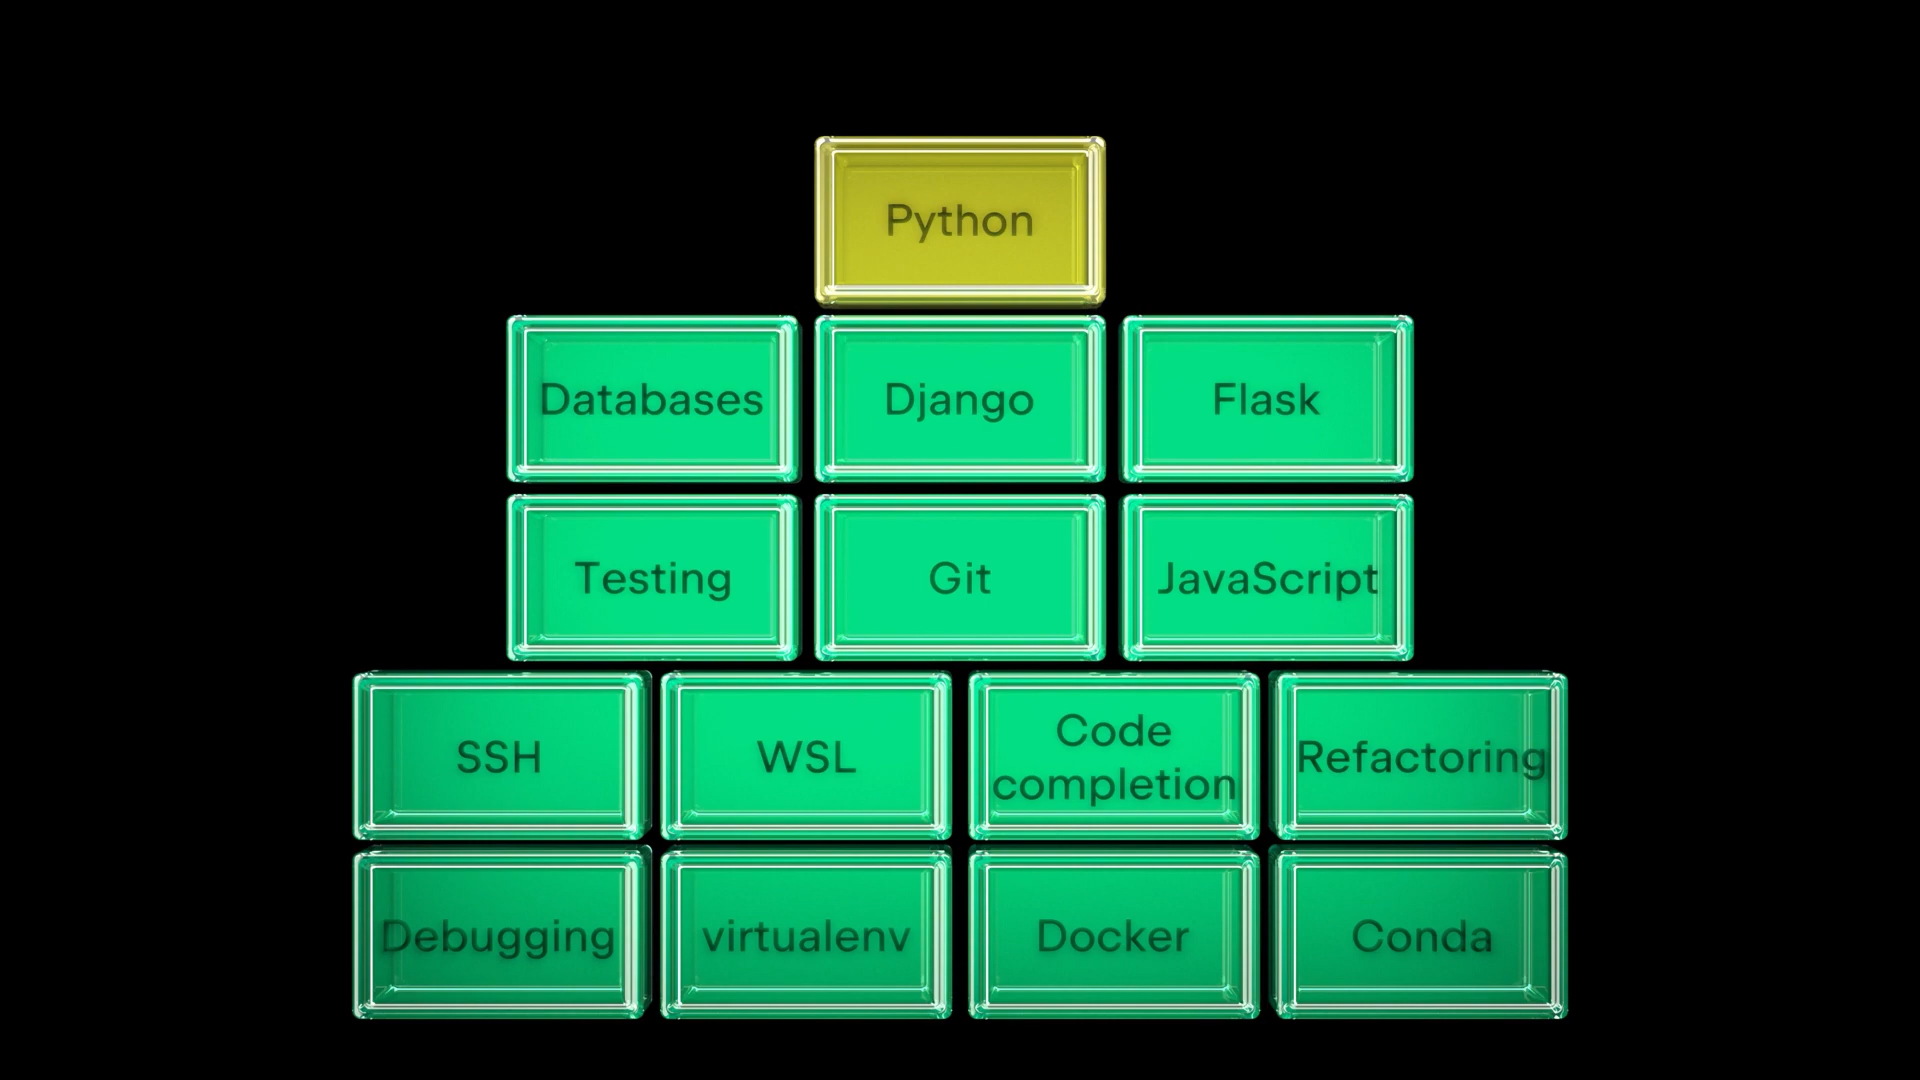 Python
Databases
Django
Flask
Testing
Git
JavaScript
SSH
WSL
Code
completion
Refactoring
Debugging
virtualenv
Docker
Conda